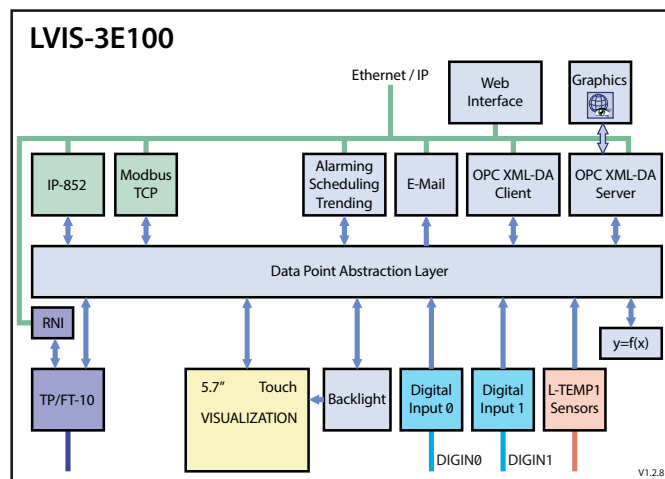 LVIS-3E100
Ethernet / IP
Web
Interface
Graphics
IP-852
Modbus
TCP
Alarming
Scheduling
Trending
E-Mail
OPC XML-DA
Client
OPC XML-DA
Server
Data Point Abstraction Layer
RNI
y=f(x)
TP/FT-10
5.7” Touch
VISUALIZATION
Backlight
Digital
Input 0
Digital
Input 1
L-TEMP1
Sensors
DIGIN0
DIGIN1
V1.2.8